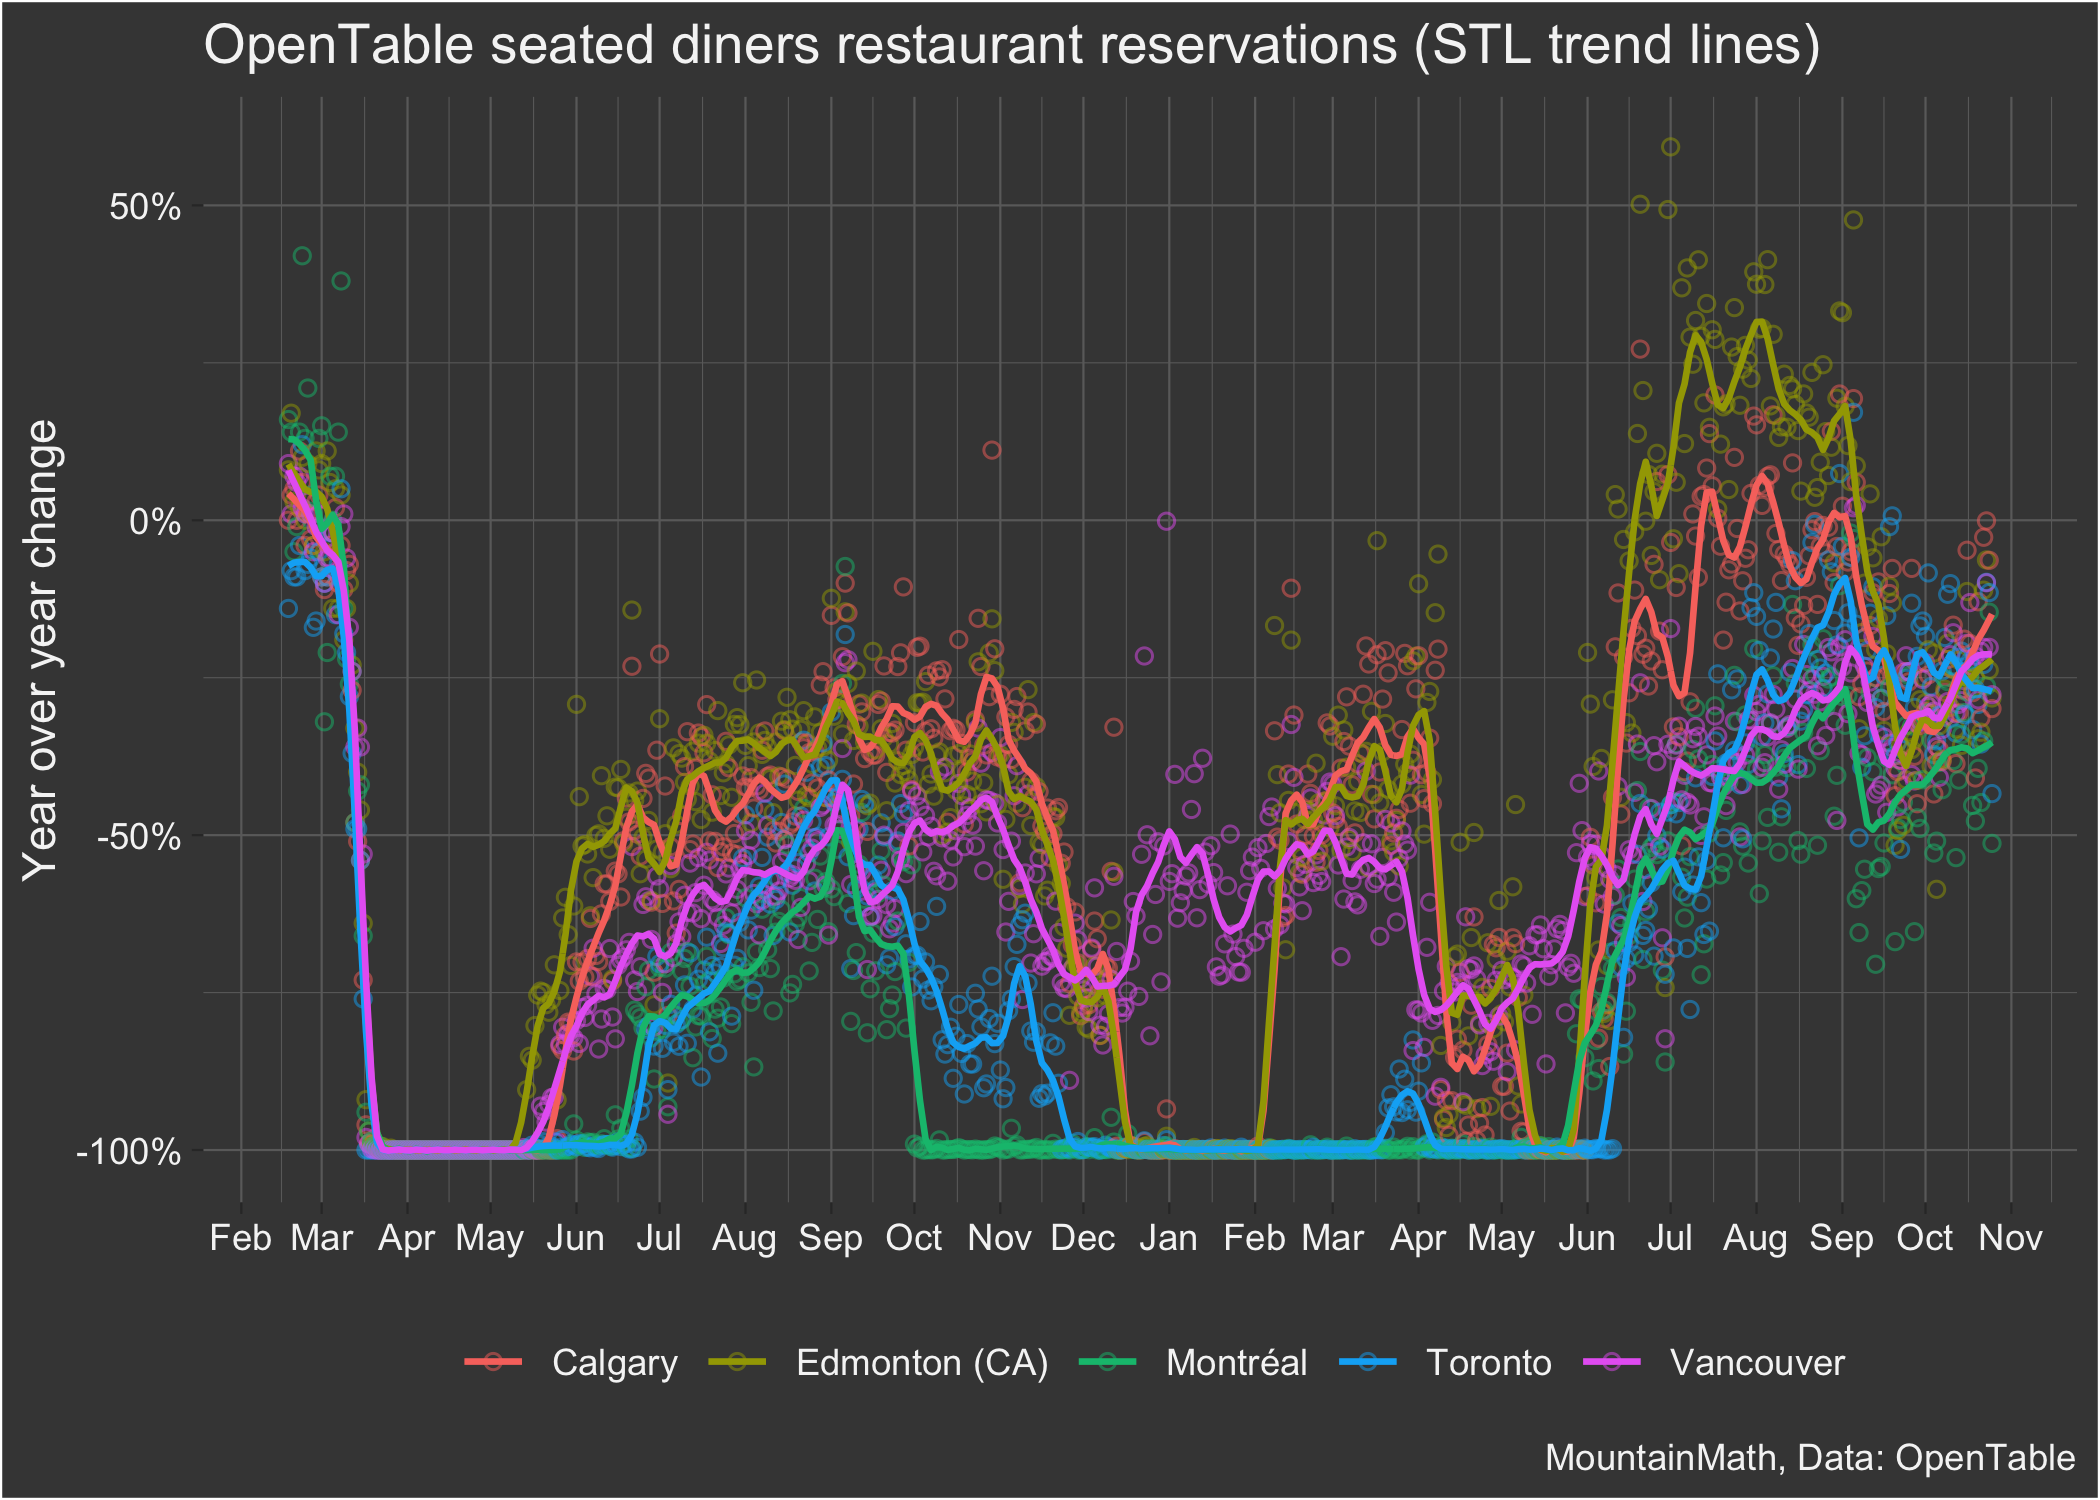 OpenTable seated diners restaurant reservations (STL trend lines)
Year over year change
50%
0%
-50%
-100%
Feb Mar Apr May Jun Jul Aug Sep Oct Nov Dec Jan Feb Mar Apr May Jun Jul Aug Sep Oct Nov
Calgary Edmonton (CA) Montréal Toronto Vancouver
MountainMath, Data: OpenTable